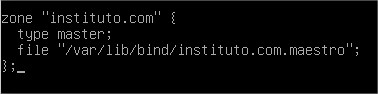 zone "instituto.com" {
  type master;
  file "/var/lib/bind/instituto.com.maestro";
};_